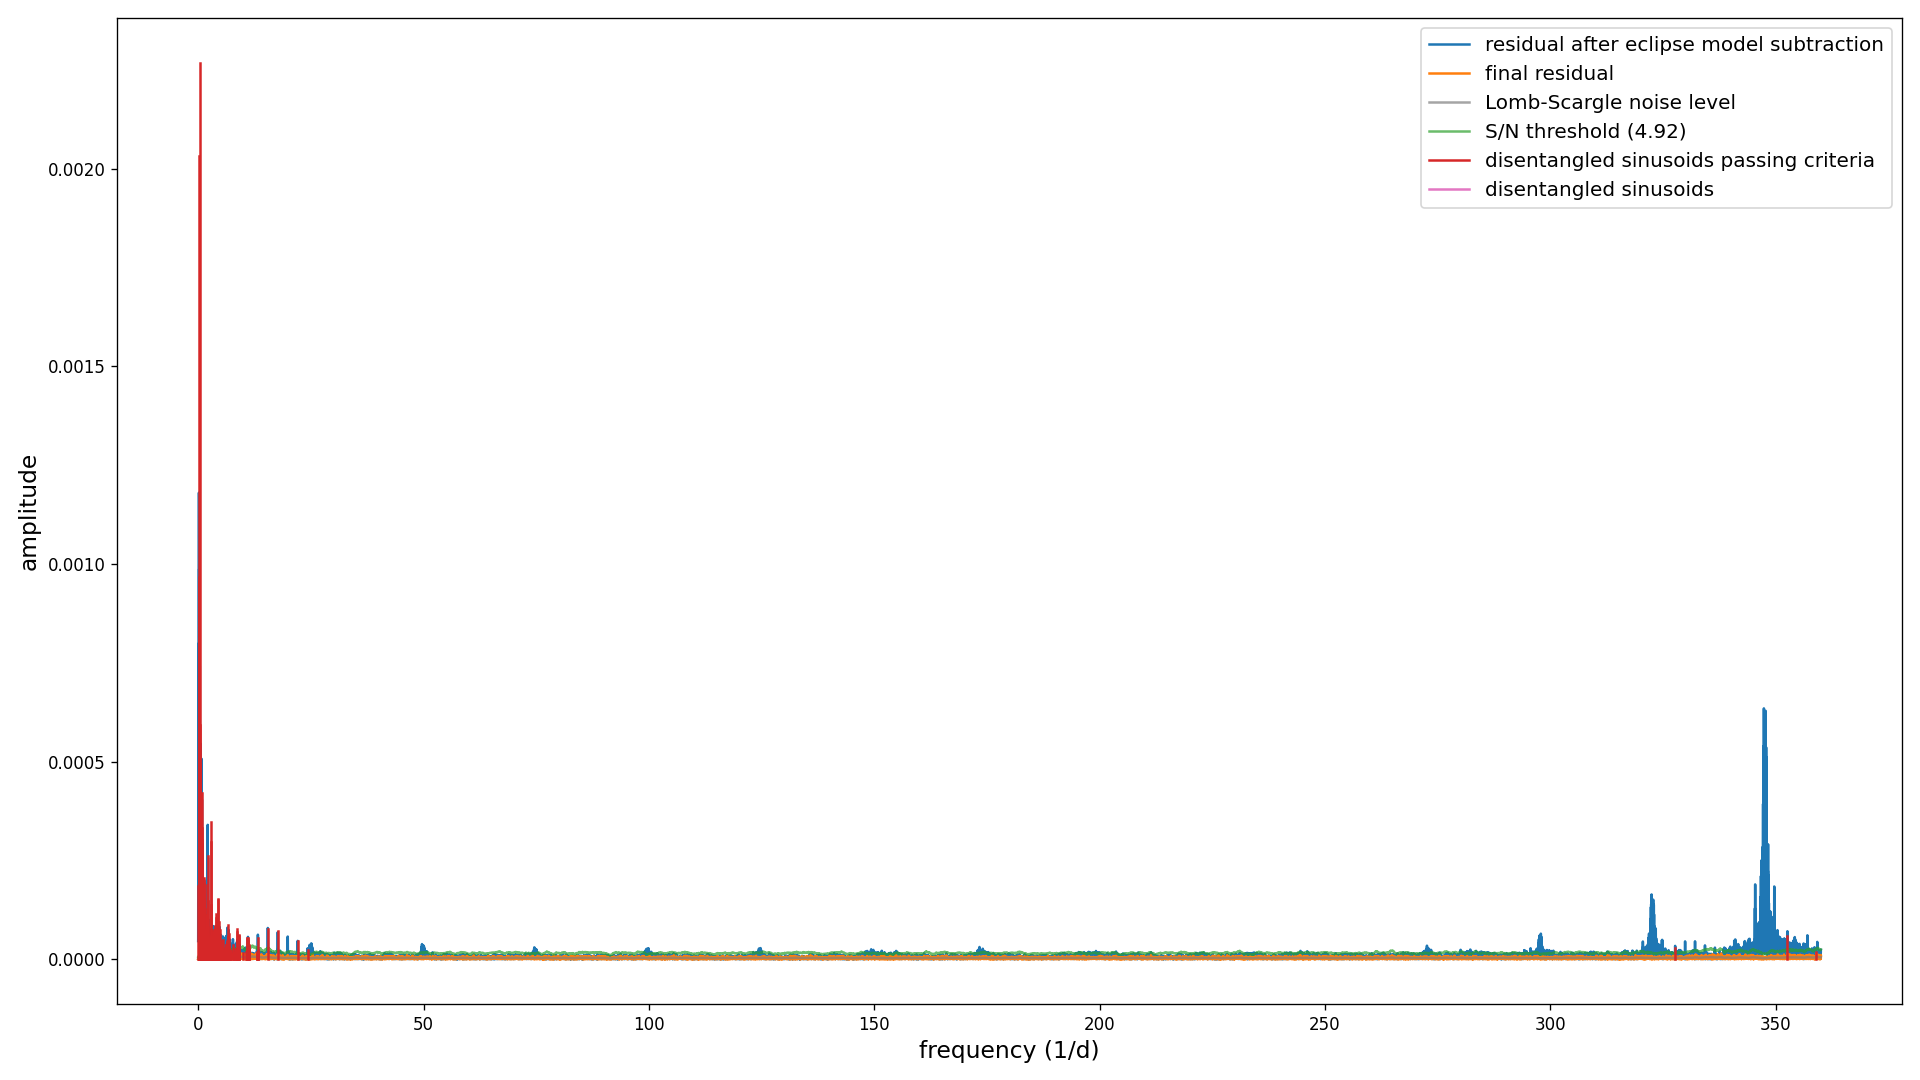 residual after eclipse model subtraction
final residual
Lomb-Scargle noise level
S/N threshold (4.92)
disentangled sinusoids passing criteria
disentangled sinusoids
amplitude
0.0020
0.0015
0.0010
0.0005
0.0000
0 50 100 150 200 250 300 350
frequency (1/d)